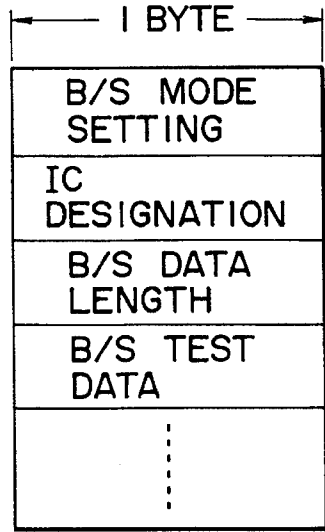 1 BYTE
B/S MODE
SETTING
IC
DESIGNATION
B/S DATA
LENGTH
B/S TEST
DATA